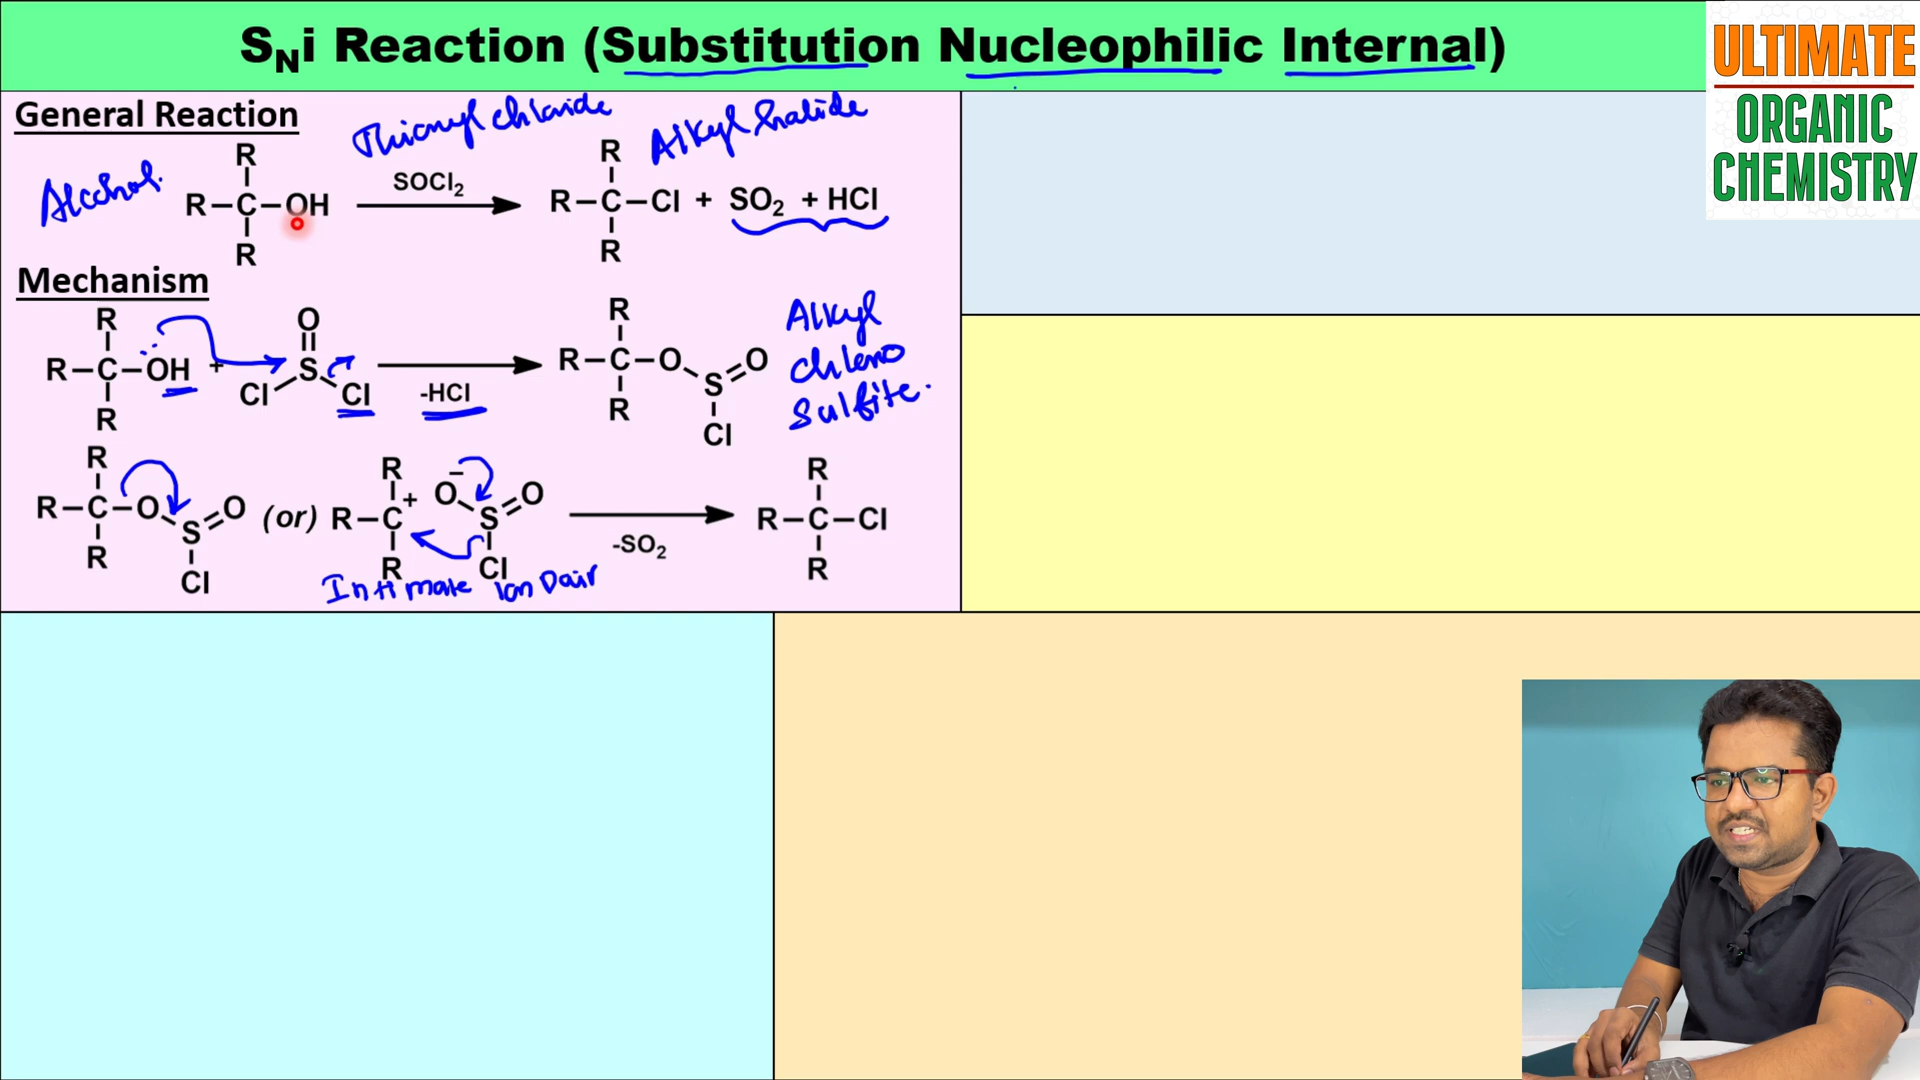 SNi Reaction (Substitution Nucleophilic Internal)
ULTIMATE
ORGANIC
CHEMISTRY
General Reaction
Alcohol.
Thionyl chloride
Alkyl halide
R
R–C–OH
R
SOCl2
R
R–C–Cl + SO2 + HCl
R
Mechanism
R
R–C–OH +
R
O
S
Cl Cl
-HCl
R
R–C–O
R
S=O
Cl
Alkyl
chloro
Sulfite.
R
R–C–O
R
S=O
Cl
(or)
R
R–C+
R
O–
S=O
Cl
Intimate ion pair
-SO2
R
R–C–Cl
R